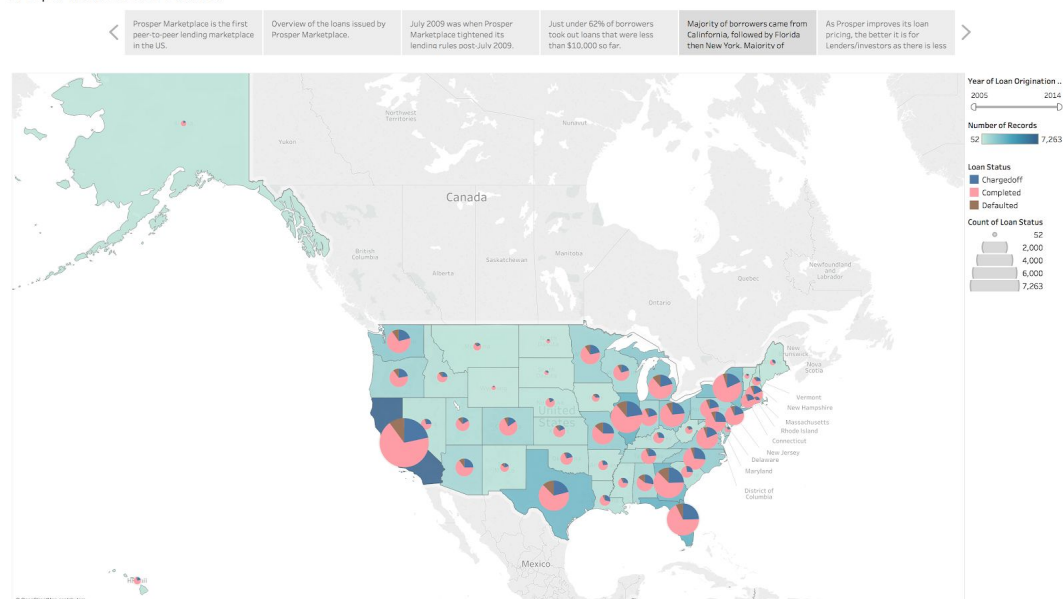 Prosper Marketplace is the first
peer-to-peer lending marketplace
in the US.
Overview of the loans issued by
Prosper Marketplace.
July 2009 was when Prosper
Marketplace tightened its
lending rules post-July 2009.
Just under 62% of borrowers
took out loans that were less
than $10,000 so far.
Majority of borrowers came from
Calinfornia, followed by Florida
then New York. Majority of
As Prosper improves its loan
pricing, the better it is for
Lenders/investors as there is less
Year of Loan Origination ..
2005 2014
Number of Records
52 7,263
Loan Status
Chargedoff
Completed
Defaulted
Count of Loan Status
52
2,000
4,000
6,000
7,263
Northwest
Territories
Nunavut
Yukon
Canada
British
Columbia
Alberta
Saskatchewan
Manitoba
Ontario
Quebec
Newfoundland
and
Labrador
New
Nova
Scotia
United
States
Vermont
New Hampshire
Massachusetts
Rhode Island
Connecticut
New Jersey
Delaware
Maryland
District of
Columbia
Mexico